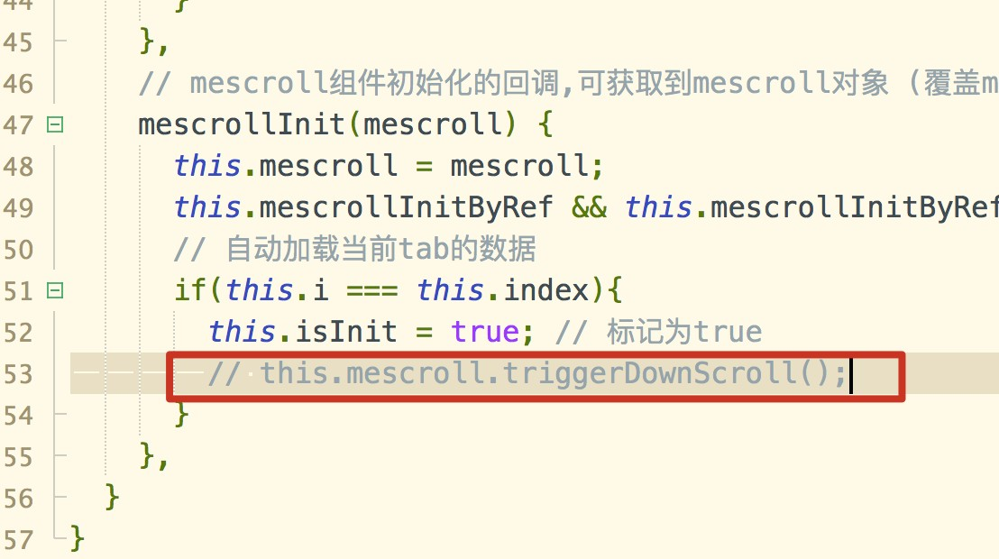 44 }
45 },
46 // mescroll组件初始化的回调,可获取到mescroll对象 (覆盖m
47 mescrollInit(mescroll) {
48 this.mescroll = mescroll;
49 this.mescrollInitByRef && this.mescrollInitByRef
50 // 自动加载当前tab的数据
51 if(this.i === this.index){
52 this.isInit = true; // 标记为true
53 // this.mescroll.triggerDownScroll();
54 }
55 },
56 }
57 }